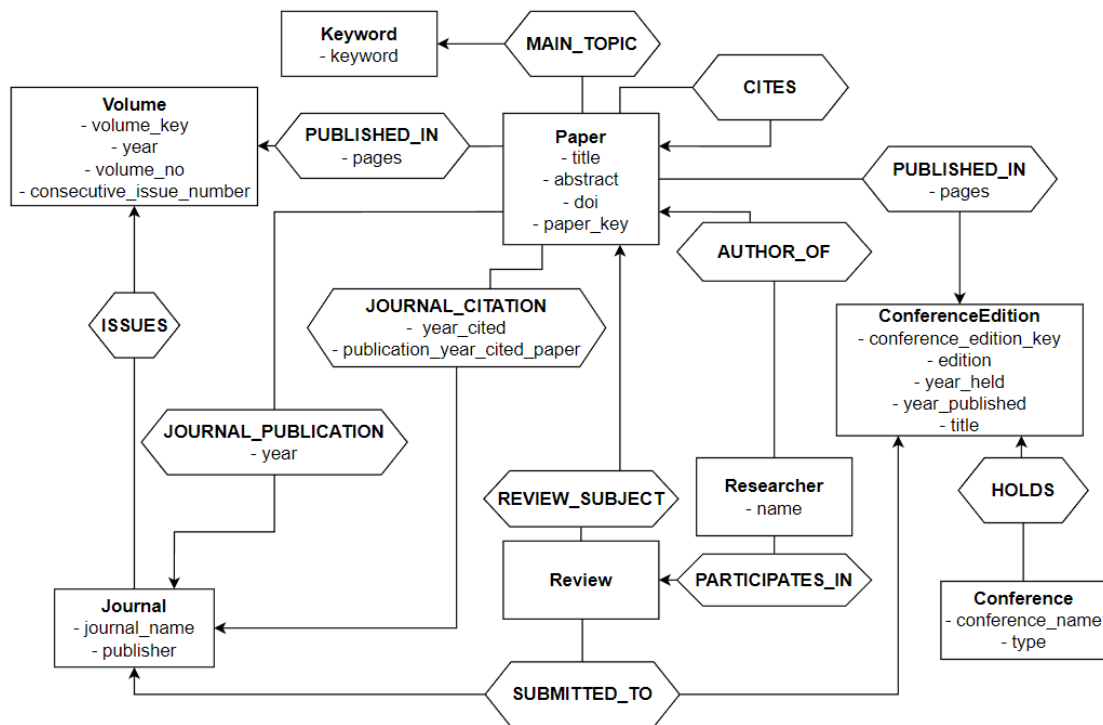 Keyword
- keyword
MAIN_TOPIC
CITES
Volume
- volume_key
- year
- volume_no
- consecutive_issue_number
PUBLISHED_IN
- pages
Paper
- title
- abstract
- doi
- paper_key
PUBLISHED_IN
- pages
AUTHOR_OF
ISSUES
JOURNAL_CITATION
- year_cited
- publication_year_cited_paper
ConferenceEdition
- conference_edition_key
- edition
- year_held
- year_published
- title
JOURNAL_PUBLICATION
- year
REVIEW_SUBJECT
Researcher
- name
HOLDS
Review
PARTICIPATES_IN
Journal
- journal_name
- publisher
Conference
- conference_name
- type
SUBMITTED_TO